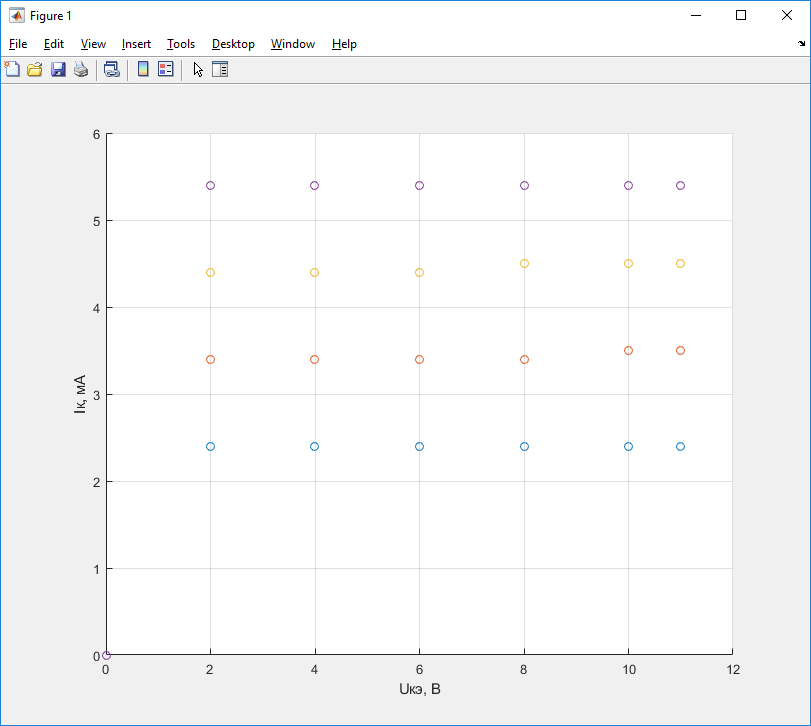 Figure 1
File Edit View Insert Tools Desktop Window Help
6
5
4
3
2
1
0
Iк, мА
0 2 4 6 8 10 12
Uкэ, В